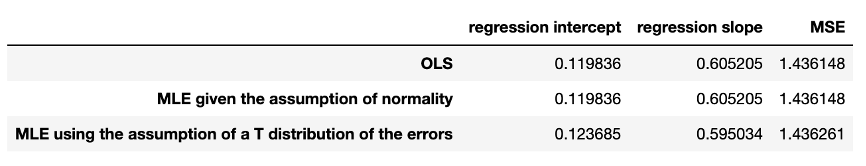 regression intercept regression slope MSE
OLS 0.119836 0.605205 1.436148
MLE given the assumption of normality 0.119836 0.605205 1.436148
MLE using the assumption of a T distribution of the errors 0.123685 0.595034 1.436261